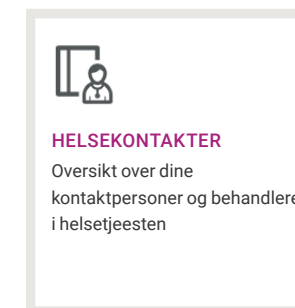 HELSEKONTAKTER
Oversikt over dine
kontaktpersoner og behandlere
i helsetjeesten